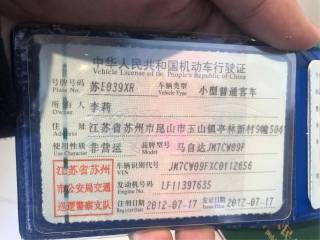 中华人民共和国机动车行驶证
Vehicle License of the People's Republic of China
号牌号码 苏E039XR 车辆类型 小型普通客车
Plate No. Vehicle Type
所有人 李莉
Owner
住址 江苏省苏州市昆山市玉山镇亭林新村9幢504
Address
使用性质 非营运 品牌型号 马自达JM7CW09F
Use Character Model
江苏省苏州 车辆识别代号 JM7CW09FXC0112656
VIN
市公安局交通 发动机号码 LF11397635
Engine No.
巡逻警察支队 注册日期 2012-07-17 发证日期 2012-07-17
Register Date Issue Date